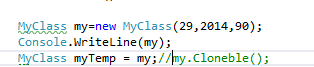 MyClass my=new MyClass(29,2014,90);
Console.WriteLine(my);
MyClass myTemp = my;//my.Cloneble();